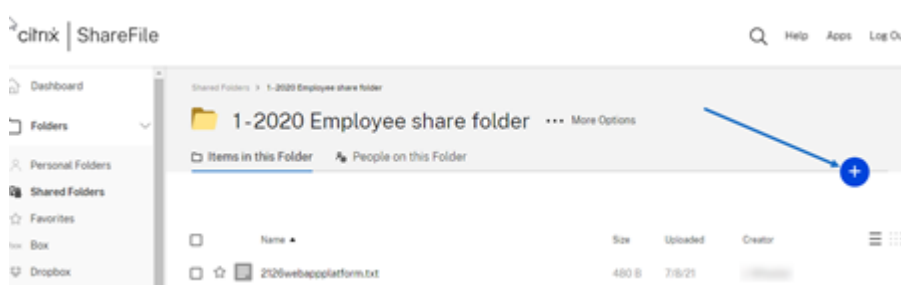 citrix | ShareFile
Help Apps Log Ou
Dashboard
Shared Folders > 1-2020 Employee share folder
Folders
1-2020 Employee share folder ••• More Options
Items in this Folder People on this Folder
Personal Folders
Shared Folders
Favorites
Box
Dropbox
Name Size Uploaded Creator
2126webappplatform.txt 480 B 7/8/21